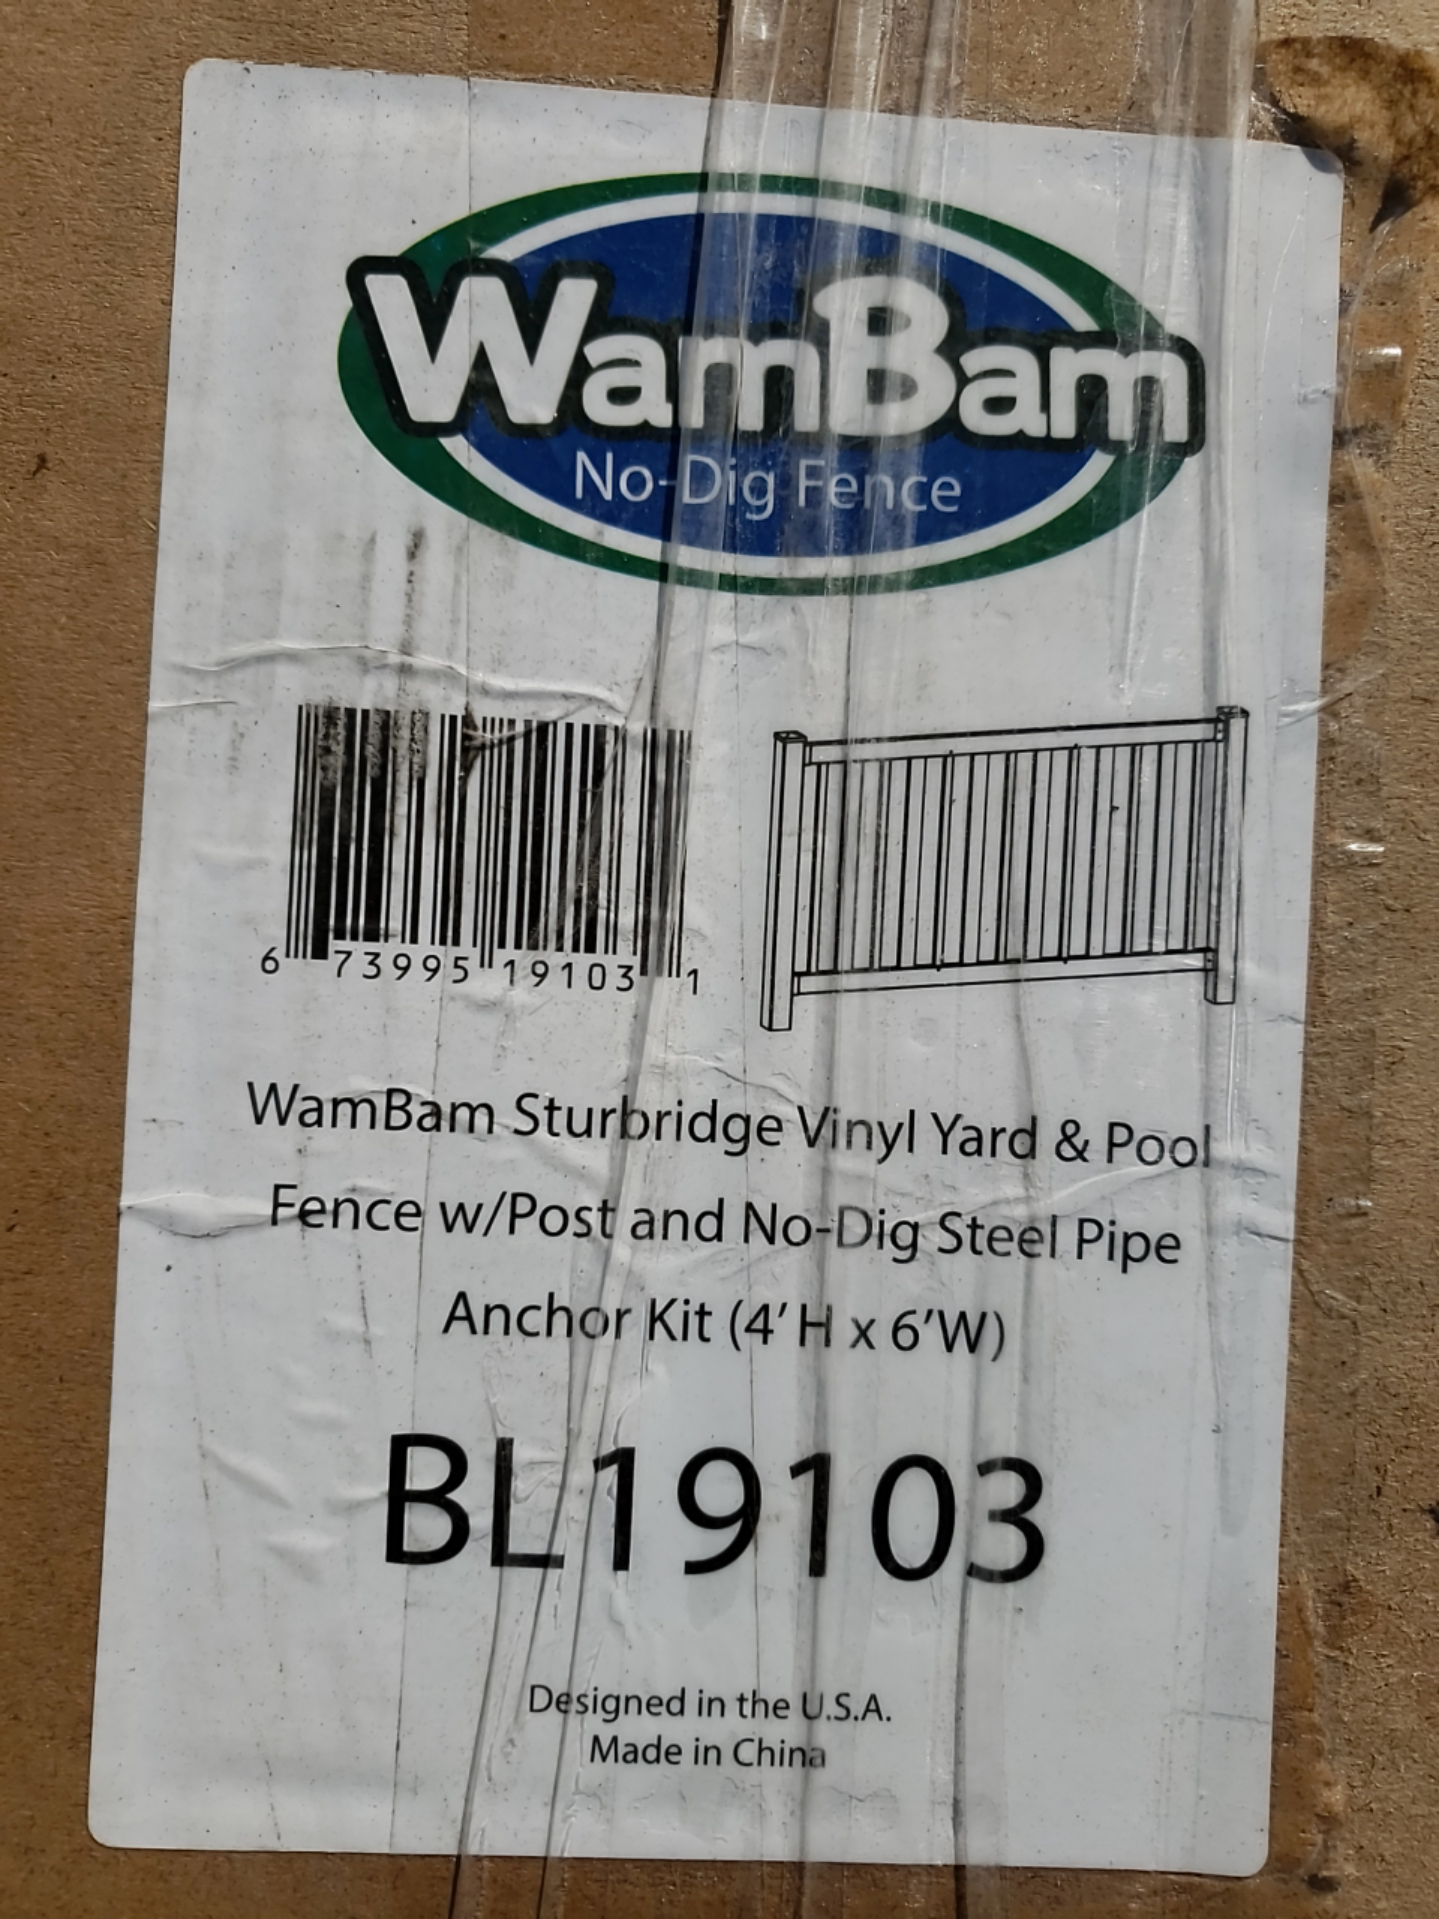 WamBam
No-Dig Fence
6 73995 19103 1
WamBam Sturbridge Vinyl Yard & Pool
Fence w/Post and No-Dig Steel Pipe
Anchor Kit (4'H x 6'W)
BL19103
Designed in the U.S.A.
Made in China